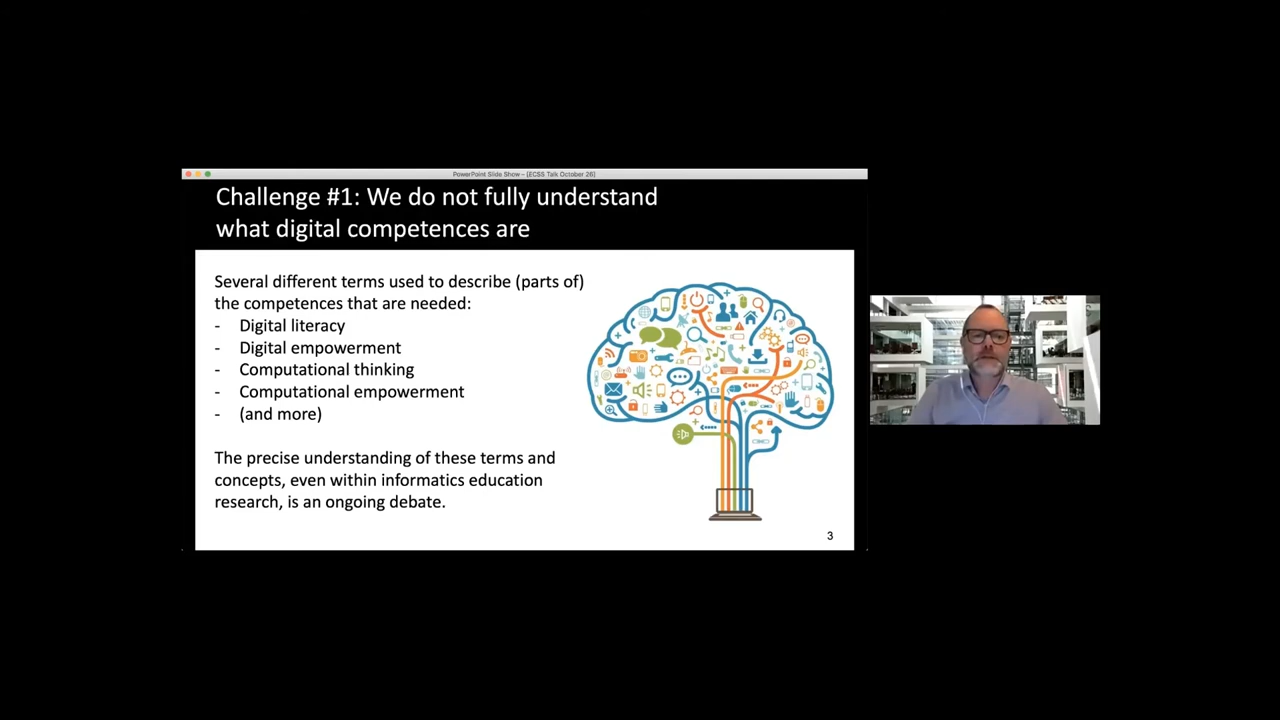 PowerPoint Slide Show - [ECSS Talk October 26]
Challenge #1: We do not fully understand
what digital competences are
Several different terms used to describe (parts of)
the competences that are needed:
- Digital literacy
- Digital empowerment
- Computational thinking
- Computational empowerment
- (and more)
The precise understanding of these terms and
concepts, even within informatics education
research, is an ongoing debate.
3